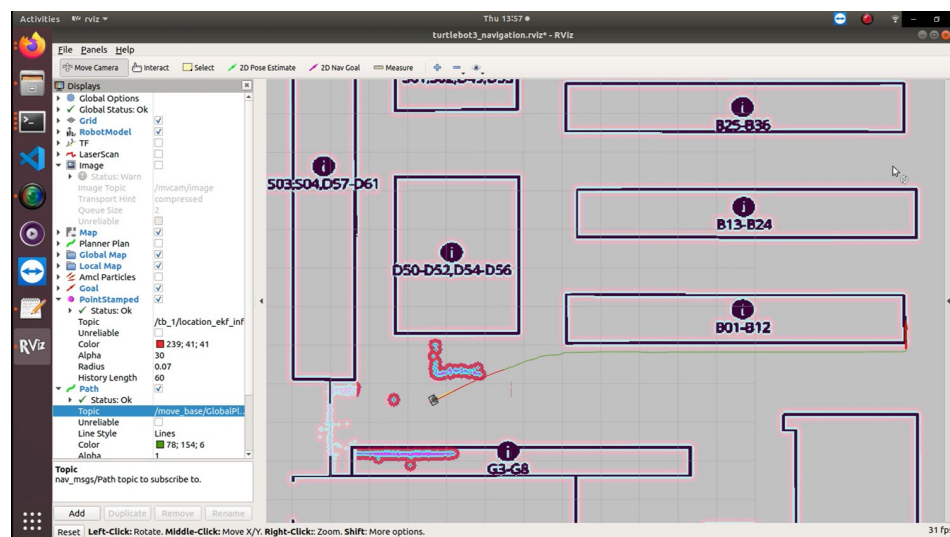 Activities
rviz
Thu 13:57
turtlebot3_navigation.rviz* - RViz
File Panels Help
Move Camera Interact Select 2D Pose Estimate 2D Nav Goal Measure
Displays
Global Options
Global Status: Ok
Grid
RobotModel
TF
LaserScan
Image
Status: Warn
Image Topic /mvcam/image
Transport Hint compressed
Queue Size 2
Unreliable
Map
Planner Plan
Global Map
Local Map
Amcl Particles
Goal
PointStamped
Status: Ok
Topic /tb_1/location_ekf_inf
Unreliable
Color 239; 41; 41
Alpha 30
Radius 0.07
History Length 60
Path
Status: Ok
Topic /move_base/GlobalPl..
Unreliable
Line Style Lines
Color 78; 154; 6
Alpha 1
Topic
nav_msgs/Path topic to subscribe to.
Add Duplicate Remove Rename
Reset Left-Click: Rotate. Middle-Click: Move X/Y. Right-Click:: Zoom. Shift: More options.
31 fps
RViz
B25-B36
S03,S04,D57-D61
B13-B24
D50-D52,D54-D56
B01-B12
G3-G8